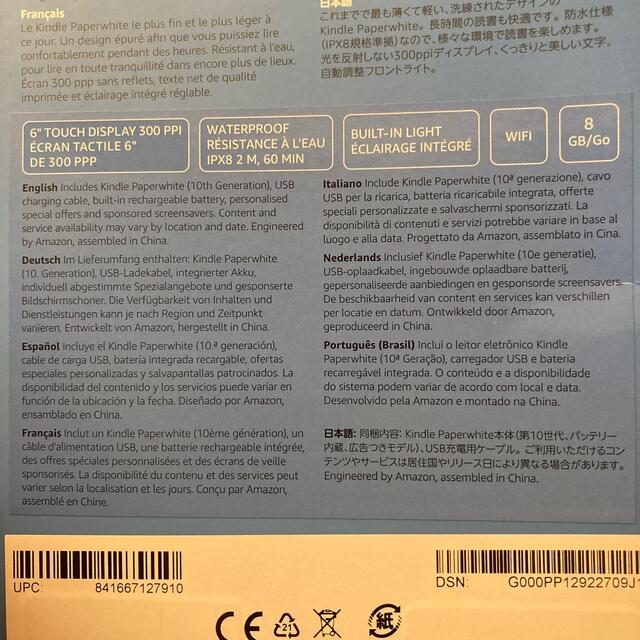 Français
Le Kindle Paperwhite le plus fin et le plus léger à
ce jour. Un design épuré afin que vous puissiez lire
confortablement pendant des heures. Résistant à l'eau,
pour lire en toute tranquillité dans encore plus de lieux.
Écran 300 ppp sans reflets, texte net de qualité
imprimée et éclairage intégré réglable.
日本語
これまでで最も薄くて軽い、洗練されたデザインの
Kindle Paperwhite。長時間の読書も快適です。防水仕様
(IPX8規格準拠)なので、様々な環境で読書を楽しめます。
光を反射しない300ppiディスプレイ、くっきりと美しい文字、
自動調整フロントライト。
6" TOUCH DISPLAY 300 PPI
ÉCRAN TACTILE 6"
DE 300 PPP
WATERPROOF
RÉSISTANCE À L'EAU
IPX8 2 M, 60 MIN
BUILT-IN LIGHT
ÉCLAIRAGE INTÉGRÉ
WIFI
8
GB/Go
English Includes Kindle Paperwhite (10th Generation), USB
charging cable, built-in rechargeable battery, personalised
special offers and sponsored screensavers. Content and
service availability may vary by location and date. Engineered
by Amazon, assembled in China.
Deutsch Im Lieferumfang enthalten: Kindle Paperwhite
(10. Generation), USB-Ladekabel, integrierter Akku,
individuell abgestimmte Spezialangebote und gesponserte
Bildschirmschoner. Die Verfügbarkeit von Inhalten und
Dienstleistungen kann je nach Region und Zeitpunkt
variieren. Entwickelt von Amazon, hergestellt in China.
Español Incluye el Kindle Paperwhite (10.ª generación),
cable de carga USB, batería integrada recargable, ofertas
especiales personalizadas y salvapantallas patrocinados. La
disponibilidad del contenido y los servicios puede variar en
función de la ubicación y la fecha. Diseñado por Amazon,
ensamblado en China.
Français Inclut un Kindle Paperwhite (10ème génération), un
câble d'alimentation USB, une batterie rechargeable intégrée,
des offres spéciales personnalisées et des écrans de veille
sponsorisés. La disponibilité du contenu et des services peut
varier selon la localisation et les jours. Conçu par Amazon,
assemblé en Chine.
Italiano Include Kindle Paperwhite (10ª generazione), cavo
USB per la ricarica, batteria ricaricabile integrata, offerte
speciali personalizzate e salvaschermi sponsorizzati. La
disponibilità di contenuti e servizi potrebbe variare in base al
luogo e alla data. Progettato da Amazon, assemblato in Cina.
Nederlands Inclusief Kindle Paperwhite (10e generatie),
USB-oplaadkabel, ingebouwde oplaadbare batterij,
gepersonaliseerde aanbiedingen en gesponsorde screensavers.
De beschikbaarheid van content en services kan verschillen
per locatie en datum. Ontwikkeld door Amazon,
geproduceerd in China.
Português (Brasil) Inclui o leitor eletrônico Kindle
Paperwhite (10ª Geração), carregador USB e bateria
recarregável integrada. O conteúdo e a disponibilidade
do sistema podem variar de acordo com local e data.
Desenvolvido pela Amazon e montado na China.
日本語: 同梱内容: Kindle Paperwhite本体(第10世代、バッテリー
内蔵、広告つきモデル)、USB充電用ケーブル。ご利用いただけるコン
テンツやサービスは居住国やリリース日により異なる場合があります。
Engineered by Amazon, assembled in China.
UPC: 841667127910
DSN: G000PP12922709J1
CE 21 紙